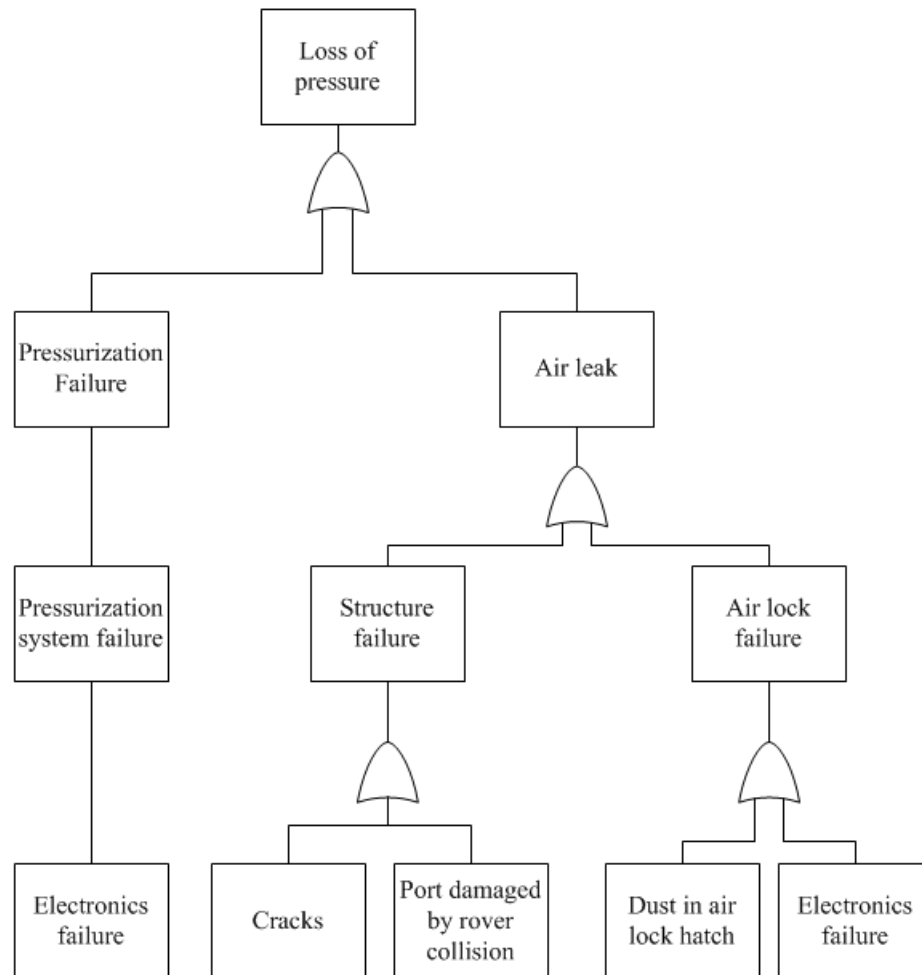 Loss of
pressure
Pressurization
Failure
Air leak
Pressurization
system failure
Structure
failure
Air lock
failure
Electronics
failure
Cracks
Port damaged
by rover
collision
Dust in air
lock hatch
Electronics
failure